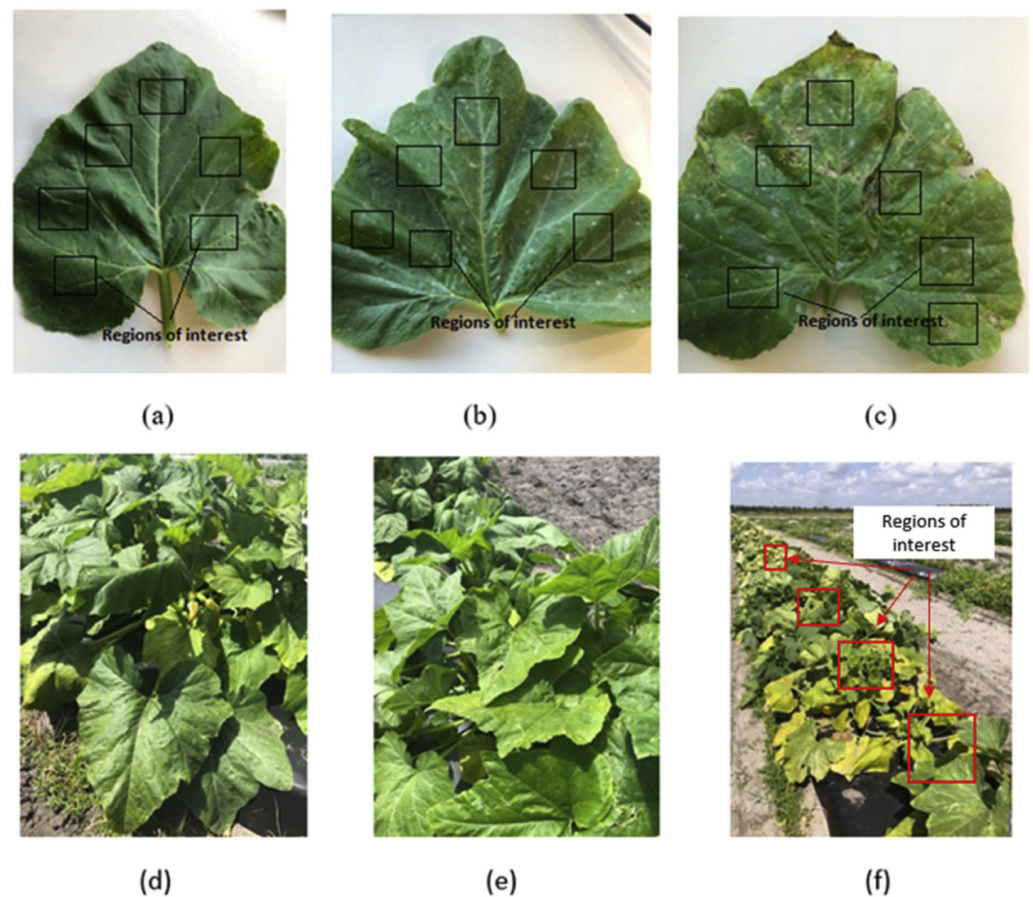 Regions of interest
Regions of interest
Regions of interest
(a)
(b)
(c)
Regions of
interest
(d)
(e)
(f)